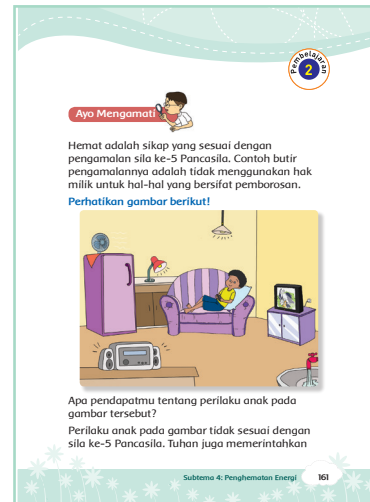 Pembelajaran
2
Ayo Mengamati
Hemat adalah sikap yang sesuai dengan
pengamalan sila ke-5 Pancasila. Contoh butir
pengamalannya adalah tidak menggunakan hak
milik untuk hal-hal yang bersifat pemborosan.
Perhatikan gambar berikut!
Apa pendapatmu tentang perilaku anak pada
gambar tersebut?
Perilaku anak pada gambar tidak sesuai dengan
sila ke-5 Pancasila. Tuhan juga memerintahkan
Subtema 4: Penghematan Energi 161